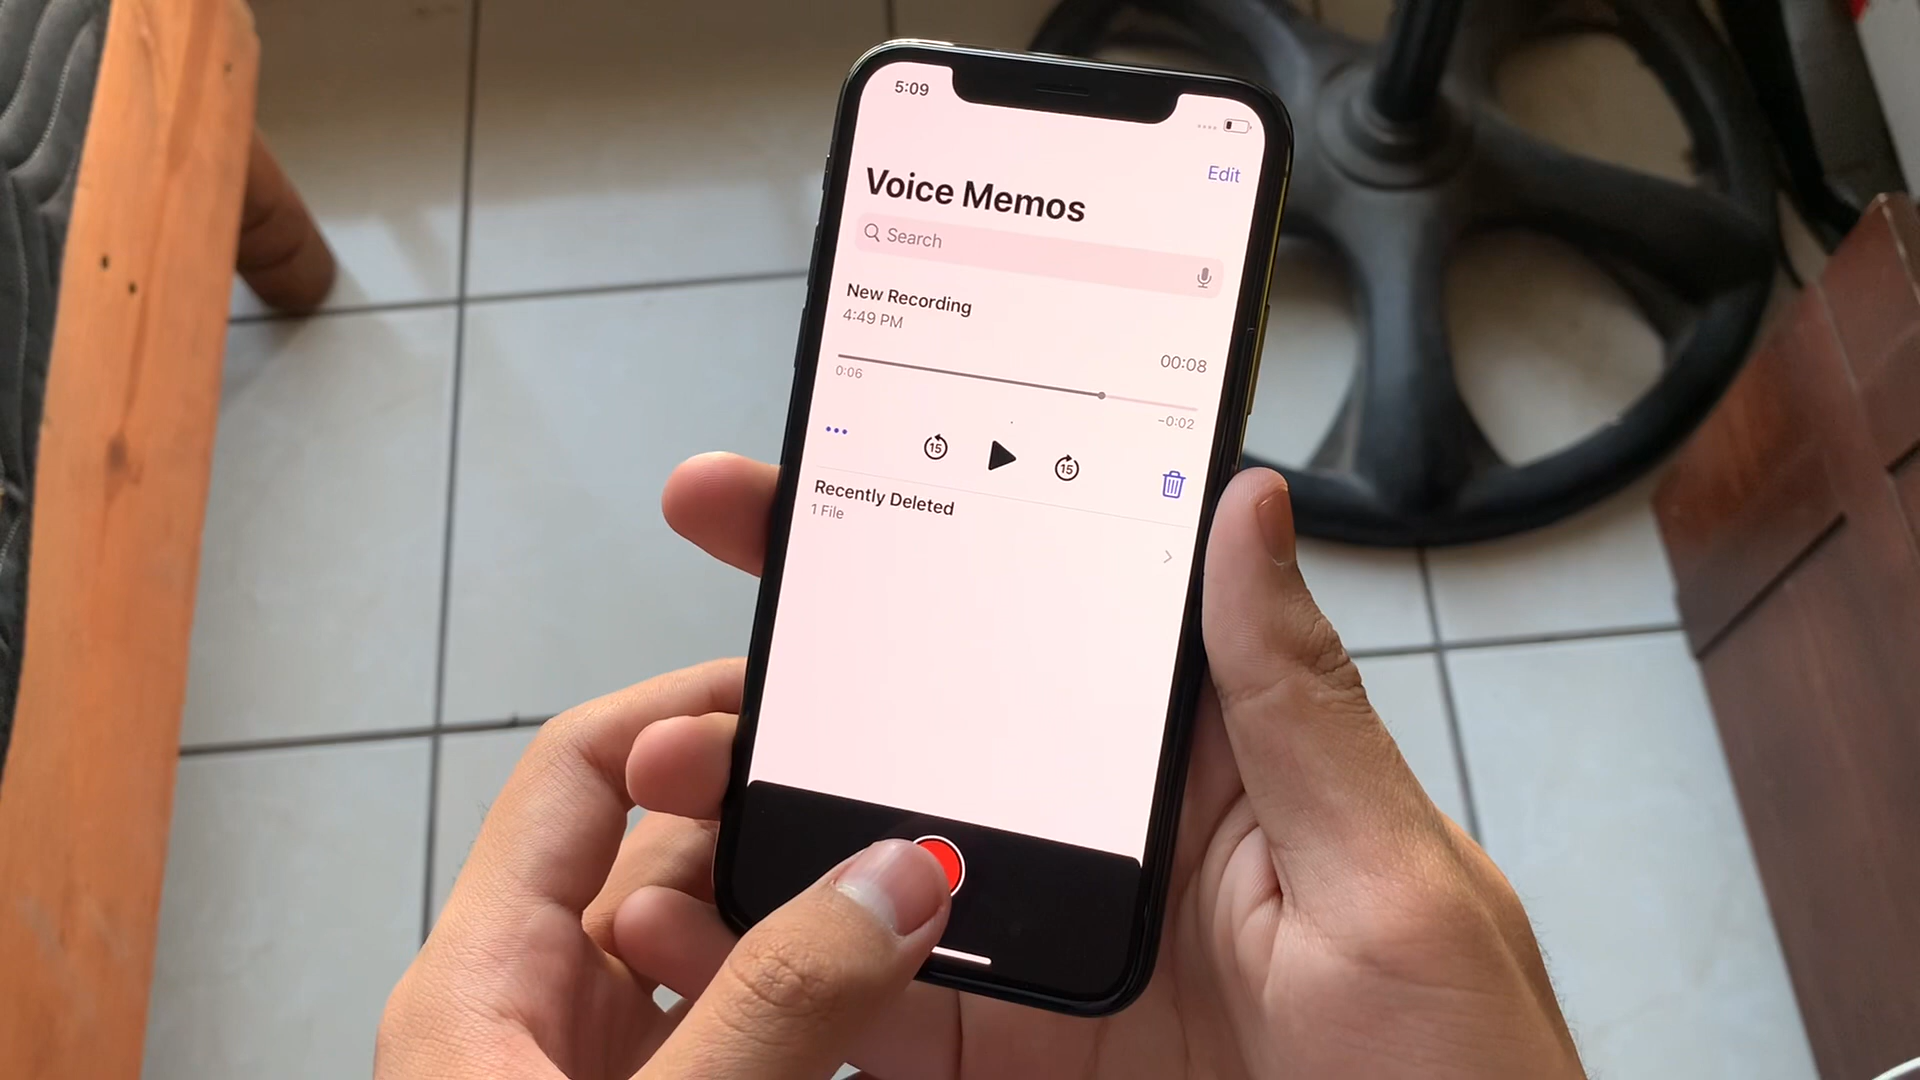 5:09
Edit
Voice Memos
Search
New Recording
4:49 PM
00:08
0:06
-0:02
15
15
Recently Deleted
1 File